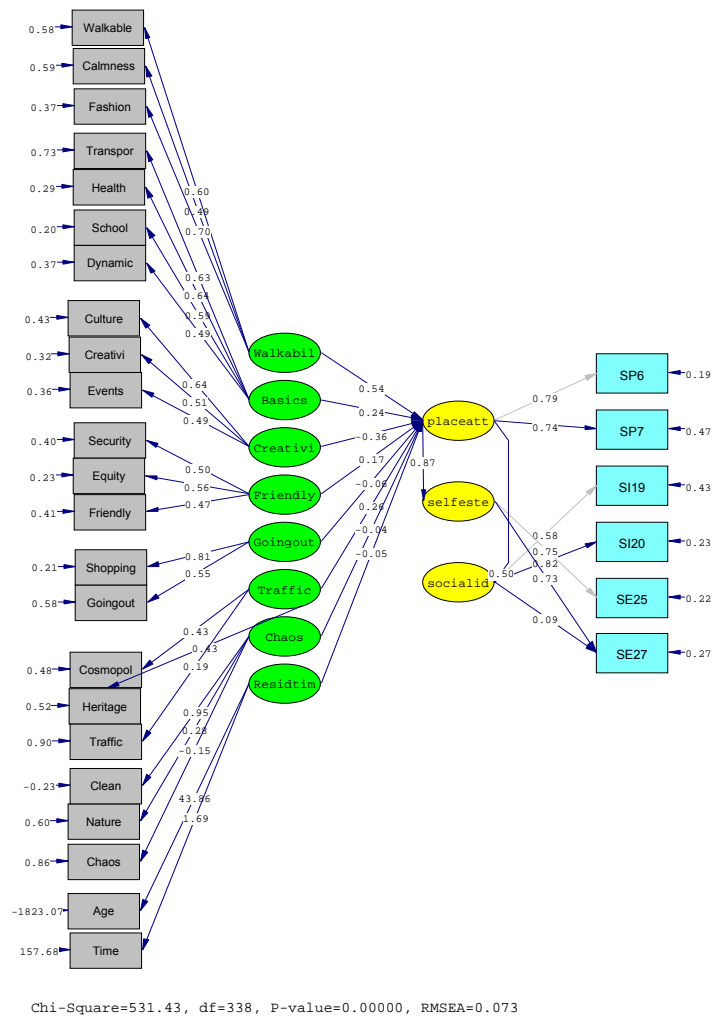 0.58 Walkable
0.59 Calmness
0.37 Fashion
0.73 Transpor
0.29 Health
0.20 School
0.37 Dynamic
0.43 Culture
0.32 Creativi
0.36 Events
0.40 Security
0.23 Equity
0.41 Friendly
0.21 Shopping
0.58 Goingout
0.48 Cosmopol
0.52 Heritage
0.90 Traffic
-0.23 Clean
0.60 Nature
0.86 Chaos
-1823.07 Age
157.68 Time
0.60
0.49
0.70
0.63
0.64
0.59
0.49
0.64
0.51
0.49
0.50
0.56
0.47
0.81
0.55
0.43
0.43
0.19
0.95
0.28
-0.15
43.86
1.69
Walkabil
Basics
Creativi
Friendly
Goingout
Traffic
Chaos
Residtim
0.54
0.24
-0.36
0.17
-0.06
0.26
-0.04
-0.05
placeatt
0.87
selfeste
socialid
0.50
0.79
0.74
0.58
0.75
0.82
0.73
0.09
SP6 0.19
SP7 0.47
SI19 0.43
SI20 0.23
SE25 0.22
SE27 0.27
Chi-Square=531.43, df=338, P-value=0.00000, RMSEA=0.073